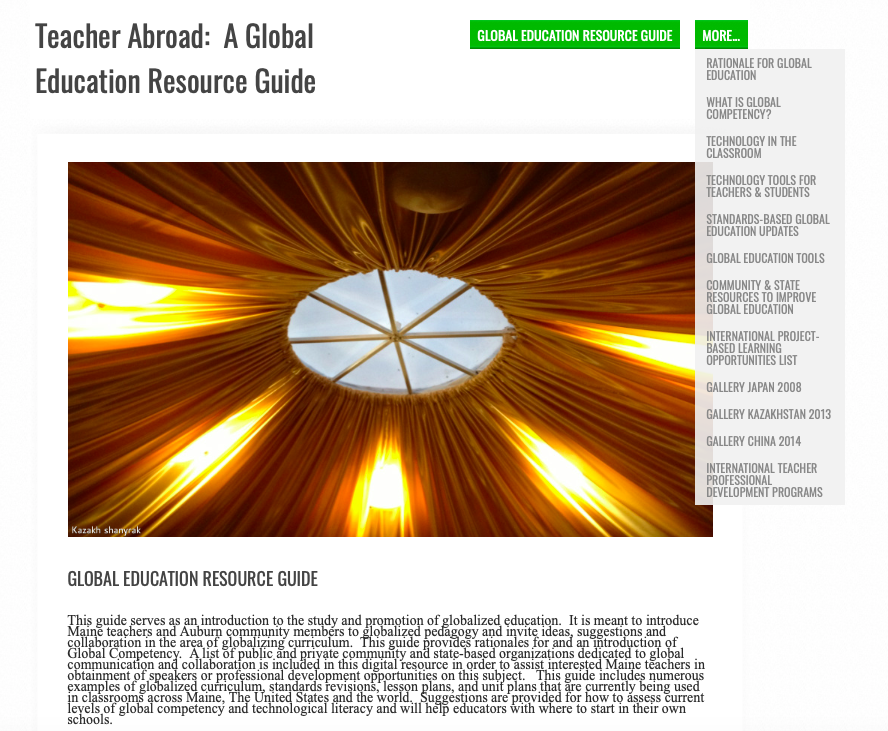 Teacher Abroad:  A Global
Education Resource Guide
GLOBAL EDUCATION RESOURCE GUIDE
MORE...
RATIONALE FOR GLOBAL
EDUCATION
WHAT IS GLOBAL
COMPETENCY?
TECHNOLOGY IN THE
CLASSROOM
TECHNOLOGY TOOLS FOR
TEACHERS & STUDENTS
STANDARDS-BASED GLOBAL
EDUCATION UPDATES
GLOBAL EDUCATION TOOLS
COMMUNITY & STATE
RESOURCES TO IMPROVE
GLOBAL EDUCATION
INTERNATIONAL PROJECT-
BASED LEARNING
OPPORTUNITIES LIST
GALLERY JAPAN 2008
GALLERY KAZAKHSTAN 2013
GALLERY CHINA 2014
INTERNATIONAL TEACHER
PROFESSIONAL
DEVELOPMENT PROGRAMS
Kazakh shanyrak
GLOBAL EDUCATION RESOURCE GUIDE
This guide serves as an introduction to the study and promotion of globalized education.  It is meant to introduce
Maine teachers and Auburn community members to globalized pedagogy and invite ideas, suggestions and
collaboration in the area of globalizing curriculum.  This guide provides rationales for and an introduction of
Global Competency.  A list of public and private community and state-based organizations dedicated to global
communication and collaboration is included in this digital resource in order to assist interested Maine teachers in
obtainment of speakers or professional development opportunities on this subject.   This guide includes numerous
examples of globalized curriculum, standards revisions, lesson plans, and unit plans that are currently being used
in classrooms across Maine, The United States and the world.  Suggestions are provided for how to assess current
levels of global competency and technological literacy and will help educators with where to start in their own
schools.